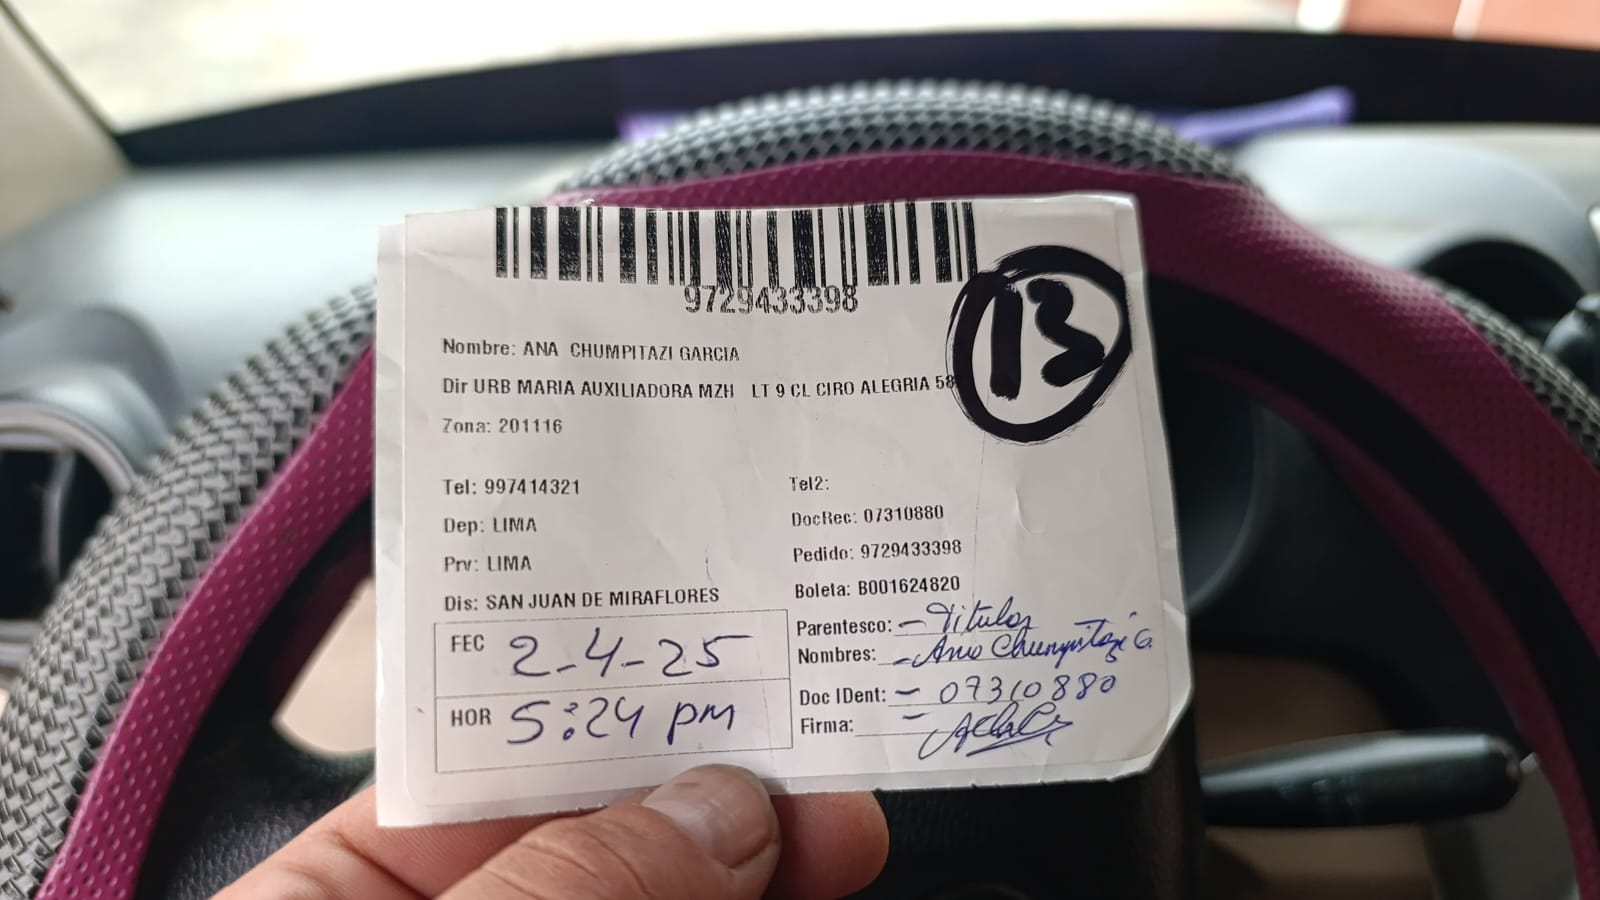 9729433398
13
Nombre: ANA CHUMPITAZI GARCIA
Dir URB MARIA AUXILIADORA MZH LT 9 CL CIRO ALEGRIA 58
Zona: 201116
Tel: 997414321
Tel2:
Dep: LIMA
DocRec: 07310880
Prv: LIMA
Pedido: 9729433398
Dis: SAN JUAN DE MIRAFLORES
Boleta: B001624820
FEC 2-4-25
HOR 5:24 pm
Parentesco: - Titular
Nombres: - Ana Chumpitazi G.
Doc IDent: - 07310880
Firma: -